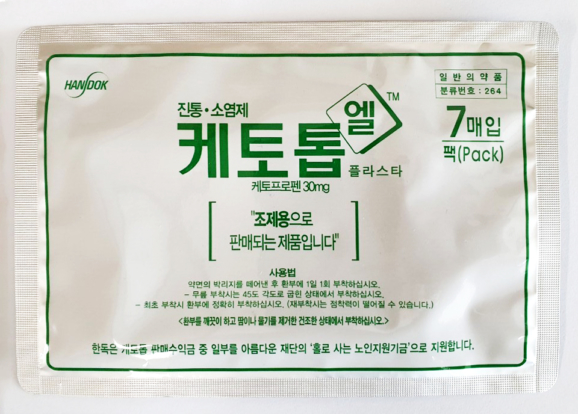 HANDOK
일반의약품
분류번호 : 264
진통・소염제
케토톱 엘 TM
플라스타
케토프로펜 30mg
7매입
팩(Pack)
"조제용으로
판매되는 제품입니다"
사용법
약면의 박리지를 떼어낸 후 환부에 1일 1회 부착하십시오.
- 무릎 부착시는 45도 각도로 굽힌 상태에서 부착하십시오.
- 최초 부착시 환부에 정확히 부착하십시오. (재부착시는 점착력이 떨어질 수 있습니다.)
<환부를 깨끗이 하고 땀이나 물기를 제거한 건조한 상태에서 부착하십시오.>
한독은 케토톱 판매수익금 중 일부를 아름다운 재단의 '홀로 사는 노인지원기금'으로 지원합니다.